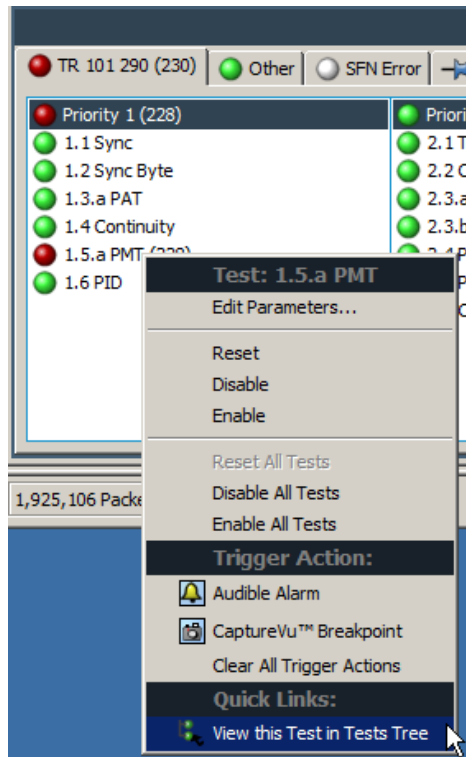 TR 101 290 (230)
Other
SFN Error
Priority 1 (228)
1.1 Sync
2.1
1.2 Sync Byte
2.2
1.3.a PAT
2.3.a
1.4 Continuity
2.3.b
1.5.a PMT
1.6 PID
Test: 1.5.a PMT
Edit Parameters...
Reset
Disable
Enable
Reset All Tests
Disable All Tests
Enable All Tests
1,925,106
Trigger Action:
Audible Alarm
CaptureVu™ Breakpoint
Clear All Trigger Actions
Quick Links:
View this Test in Tests Tree